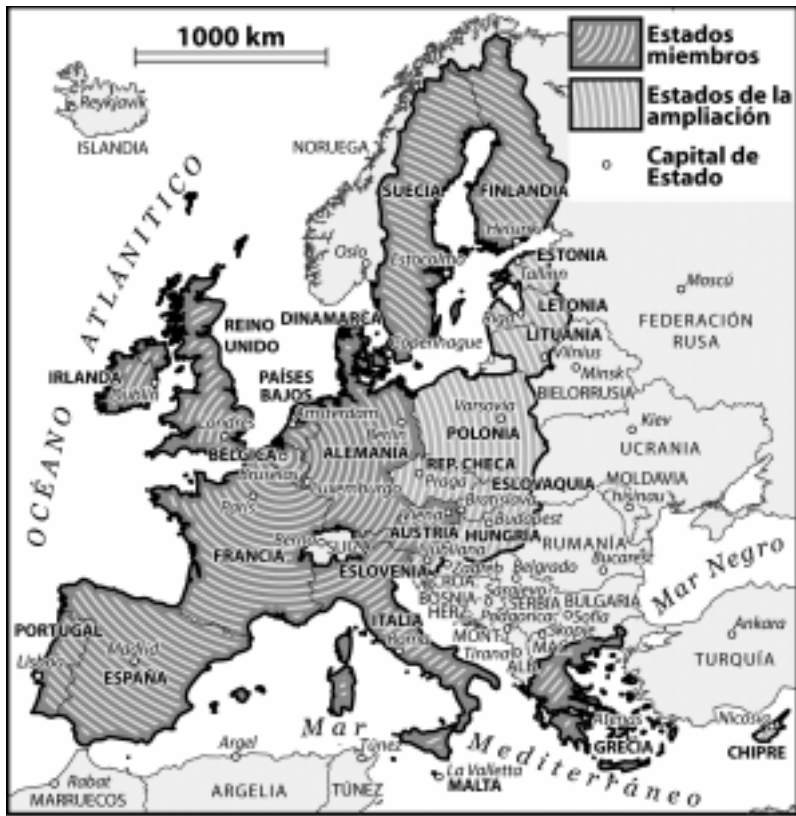 1000 km
Estados
miembros
Estados de la
ampliación
Capital de
Estado
Reykjavik
ISLANDIA
NORUEGA
OCÉANO ATLÁNITICO
SUECIA
FINLANDIA
Helsinki
Oslo
Estocolmo
ESTONIA
Tallinn
Moscú
LETONIA
Riga
FEDERACIÓN
RUSA
REINO
UNIDO
DINAMARCA
Copenhague
LITUANIA
Vilnius
Minsk
BIELORRUSIA
IRLANDA
Dublín
PAÍSES
BAJOS
Amsterdam
Londres
Berlín
Varsovia
POLONIA
Kiev
UCRANIA
BÉLGICA
Bruselas
ALEMANIA
REP. CHECA
Praga
ESLOVAQUIA
MOLDAVIA
Chisinau
Luxemburgo
París
Bratislava
Viena
Budapest
AUSTRIA
HUNGRÍA
Berna
SUIZA
Ljubljana
RUMANÍA
Bucarest
FRANCIA
ESLOVENIA
Zagreb
Belgrado
CROA.
BOSNIA
HERZ.
Sarajevo
SERBIA
BULGARIA
Sofía
Mar Negro
PORTUGAL
Lisboa
Madrid
ESPAÑA
ITALIA
Roma
Podgorica
MONT.
Skopje
MAC.
Tirana
ALB.
Ankara
TURQUÍA
Atenas
GRECIA
Nicosia
CHIPRE
Mar Mediterráneo
Argel
Túnez
La Valletta
MALTA
Rabat
MARRUECOS
ARGELIA
TÚNEZ